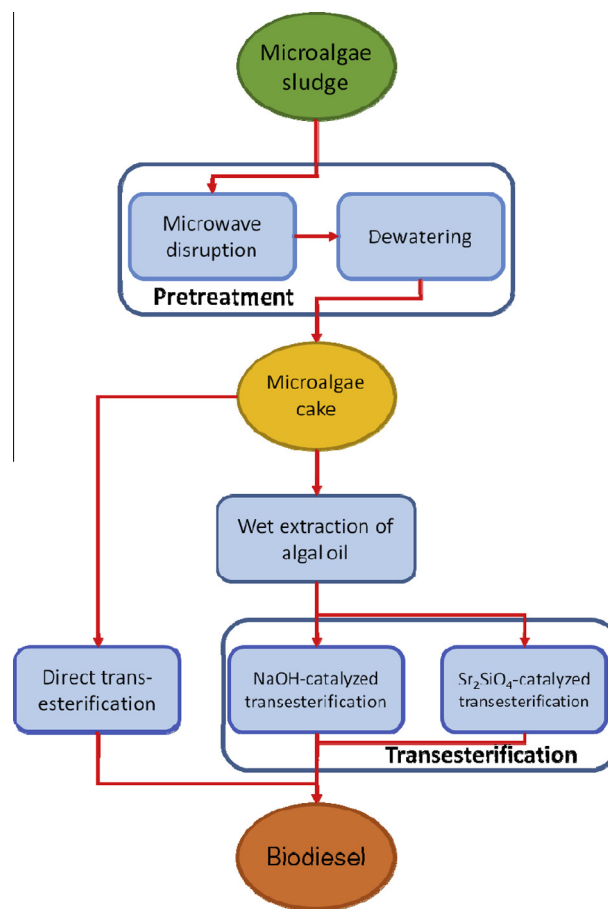 Microalgae
sludge
Microwave
disruption
Dewatering
Pretreatment
Microalgae
cake
Wet extraction of
algal oil
Direct trans-
esterification
NaOH-catalyzed
transesterification
Sr₂SiO₄-catalyzed
transesterification
Transesterification
Biodiesel